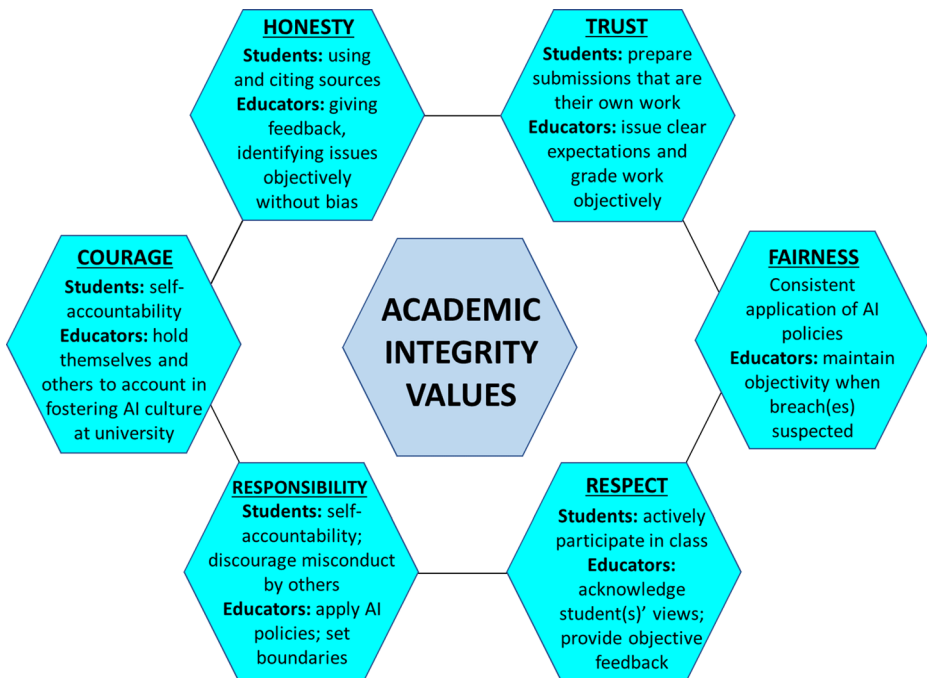 HONESTY
Students: using
and citing sources
Educators: giving
feedback,
identifying issues
objectively
without bias
TRUST
Students: prepare
submissions that are
their own work
Educators: issue clear
expectations and
grade work
objectively
COURAGE
Students: self-
accountability
Educators: hold
themselves and
others to account in
fostering AI culture
at university
ACADEMIC
INTEGRITY
VALUES
FAIRNESS
Consistent
application of AI
policies
Educators: maintain
objectivity when
breach(es)
suspected
RESPONSIBILITY
Students: self-
accountability;
discourage misconduct
by others
Educators: apply AI
policies; set
boundaries
RESPECT
Students: actively
participate in class
Educators:
acknowledge
student(s)’ views;
provide objective
feedback